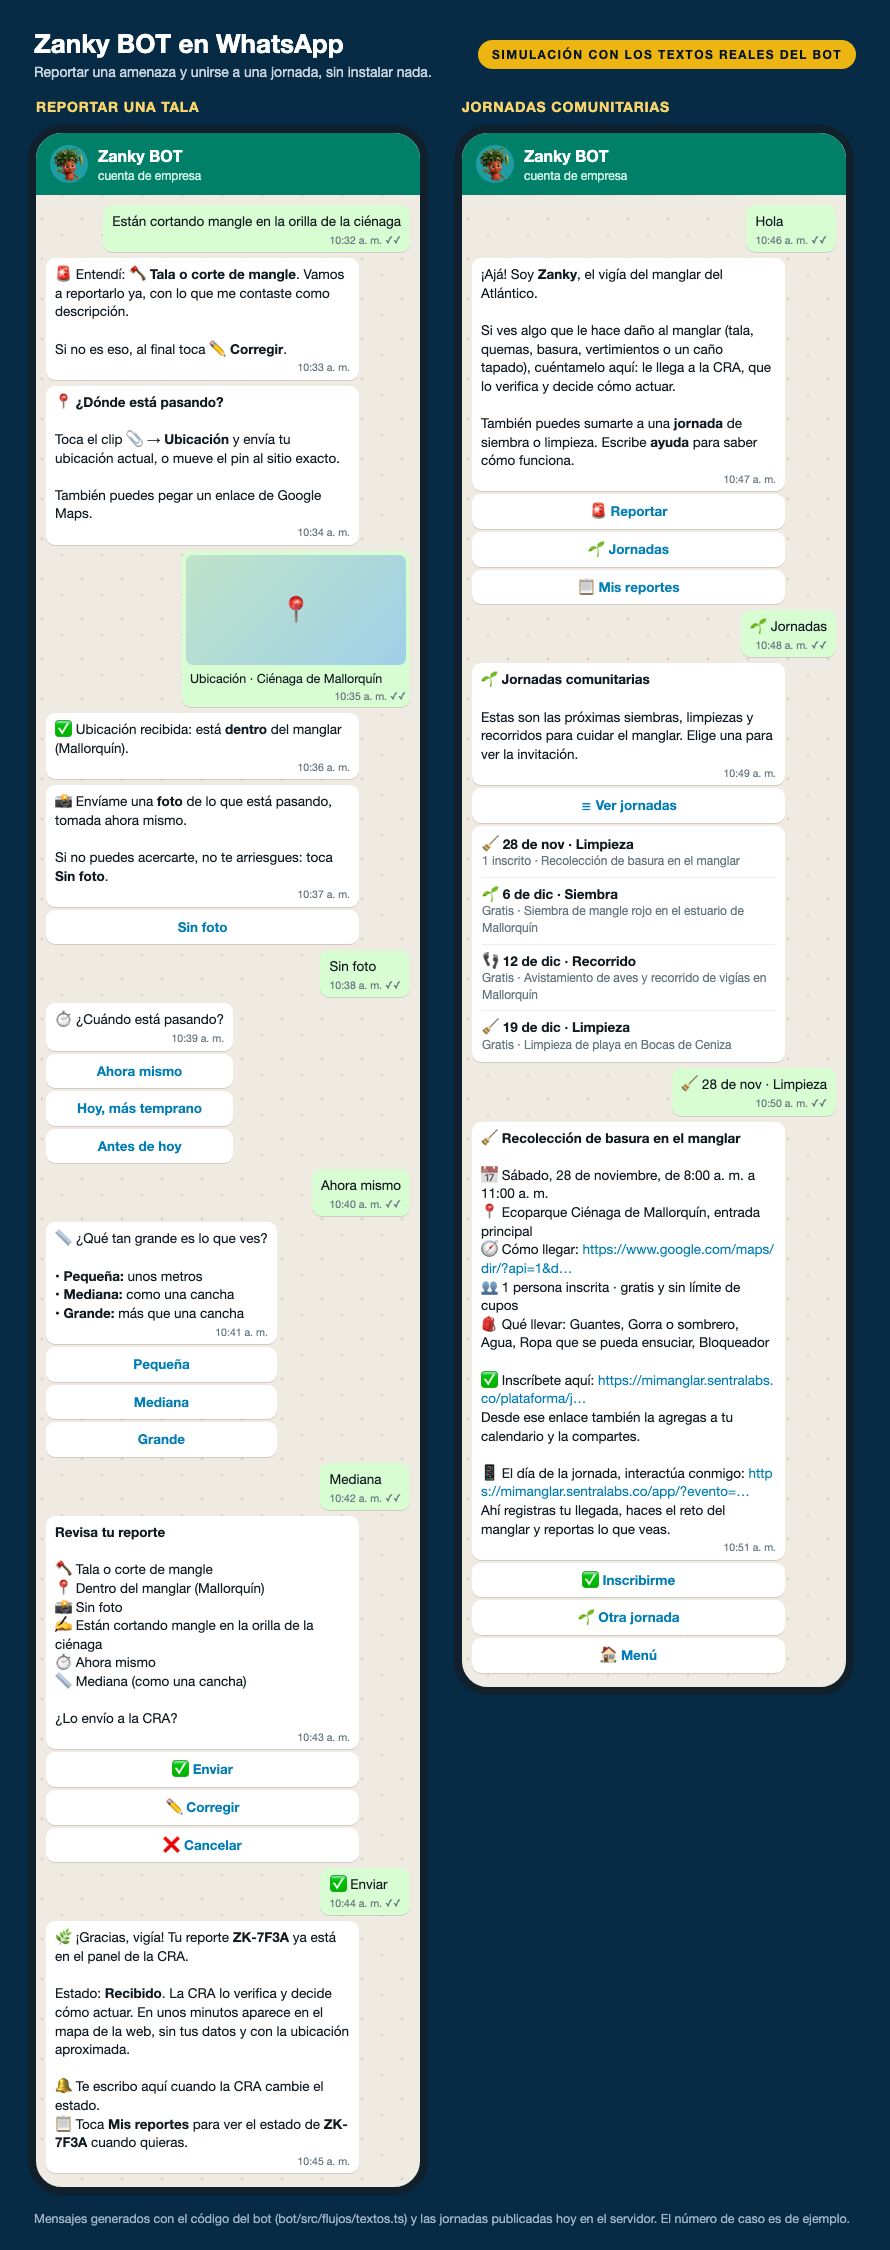 Zanky BOT en WhatsApp
Reportar una amenaza y unirse a una jornada, sin instalar nada.
SIMULACIÓN CON LOS TEXTOS REALES DEL BOT
REPORTAR UNA TALA
Zanky BOT
cuenta de empresa
Están cortando mangle en la orilla de la ciénaga
10:32 a. m. ✓✓
🚨 Entendí: 🪓 Tala o corte de mangle. Vamos
a reportarlo ya, con lo que me contaste como
descripción.
Si no es eso, al final toca ✏️ Corregir.
10:33 a. m.
📍 ¿Dónde está pasando?
Toca el clip 📎 → Ubicación y envía tu
ubicación actual, o mueve el pin al sitio exacto.
También puedes pegar un enlace de Google
Maps.
10:34 a. m.
Ubicación · Ciénaga de Mallorquín
10:35 a. m. ✓✓
✅ Ubicación recibida: está dentro del manglar
(Mallorquín).
10:36 a. m.
📸 Envíame una foto de lo que está pasando,
tomada ahora mismo.
Si no puedes acercarte, no te arriesgues: toca
Sin foto.
10:37 a. m.
Sin foto
Sin foto
10:38 a. m. ✓✓
⏱️ ¿Cuándo está pasando?
10:39 a. m.
Ahora mismo
Hoy, más temprano
Antes de hoy
Ahora mismo
10:40 a. m. ✓✓
📏 ¿Qué tan grande es lo que ves?
• Pequeña: unos metros
• Mediana: como una cancha
• Grande: más que una cancha
10:41 a. m.
Pequeña
Mediana
Grande
Mediana
10:42 a. m. ✓✓
Revisa tu reporte
🪓 Tala o corte de mangle
📍 Dentro del manglar (Mallorquín)
📸 Sin foto
✍️ Están cortando mangle en la orilla de la
ciénaga
⏱️ Ahora mismo
📏 Mediana (como una cancha)
¿Lo envío a la CRA?
10:43 a. m.
✅ Enviar
✏️ Corregir
❌ Cancelar
✅ Enviar
10:44 a. m. ✓✓
🌿 ¡Gracias, vigía! Tu reporte ZK-7F3A ya está
en el panel de la CRA.
Estado: Recibido. La CRA lo verifica y decide
cómo actuar. En unos minutos aparece en el
mapa de la web, sin tus datos y con la ubicación
aproximada.
🔔 Te escribo aquí cuando la CRA cambie el
estado.
📋 Toca Mis reportes para ver el estado de ZK-
7F3A cuando quieras.
10:45 a. m.
JORNADAS COMUNITARIAS
Zanky BOT
cuenta de empresa
Hola
10:46 a. m. ✓✓
¡Ajá! Soy Zanky, el vigía del manglar del
Atlántico.
Si ves algo que le hace daño al manglar (tala,
quemas, basura, vertimientos o un caño
tapado), cuéntamelo aquí: le llega a la CRA, que
lo verifica y decide cómo actuar.
También puedes sumarte a una jornada de
siembra o limpieza. Escribe ayuda para saber
cómo funciona.
10:47 a. m.
🚨 Reportar
🌱 Jornadas
📋 Mis reportes
🌱 Jornadas
10:48 a. m. ✓✓
🌱 Jornadas comunitarias
Estas son las próximas siembras, limpiezas y
recorridos para cuidar el manglar. Elige una para
ver la invitación.
10:49 a. m.
≡ Ver jornadas
🧹 28 de nov · Limpieza
1 inscrito · Recolección de basura en el manglar
🌱 6 de dic · Siembra
Gratis · Siembra de mangle rojo en el estuario de
Mallorquín
👣 12 de dic · Recorrido
Gratis · Avistamiento de aves y recorrido de vigías en
Mallorquín
🧹 19 de dic · Limpieza
Gratis · Limpieza de playa en Bocas de Ceniza
🧹 28 de nov · Limpieza
10:50 a. m. ✓✓
🧹 Recolección de basura en el manglar
📅 Sábado, 28 de noviembre, de 8:00 a. m. a
11:00 a. m.
📍 Ecoparque Ciénaga de Mallorquín, entrada
principal
🧭 Cómo llegar: https://www.google.com/maps/
dir/?api=1&d…
👥 1 persona inscrita · gratis y sin límite de
cupos
🎒 Qué llevar: Guantes, Gorra o sombrero,
Agua, Ropa que se pueda ensuciar, Bloqueador
✅ Inscríbete aquí: https://mimanglar.sentralabs.
co/plataforma/j…
Desde ese enlace también la agregas a tu
calendario y la compartes.
📱 El día de la jornada, interactúa conmigo: http
s://mimanglar.sentralabs.co/app/?evento=…
Ahí registras tu llegada, haces el reto del
manglar y reportas lo que veas.
10:51 a. m.
✅ Inscribirme
🌱 Otra jornada
🏠 Menú
Mensajes generados con el código del bot (bot/src/flujos/textos.ts) y las jornadas publicadas hoy en el servidor. El número de caso es de ejemplo.